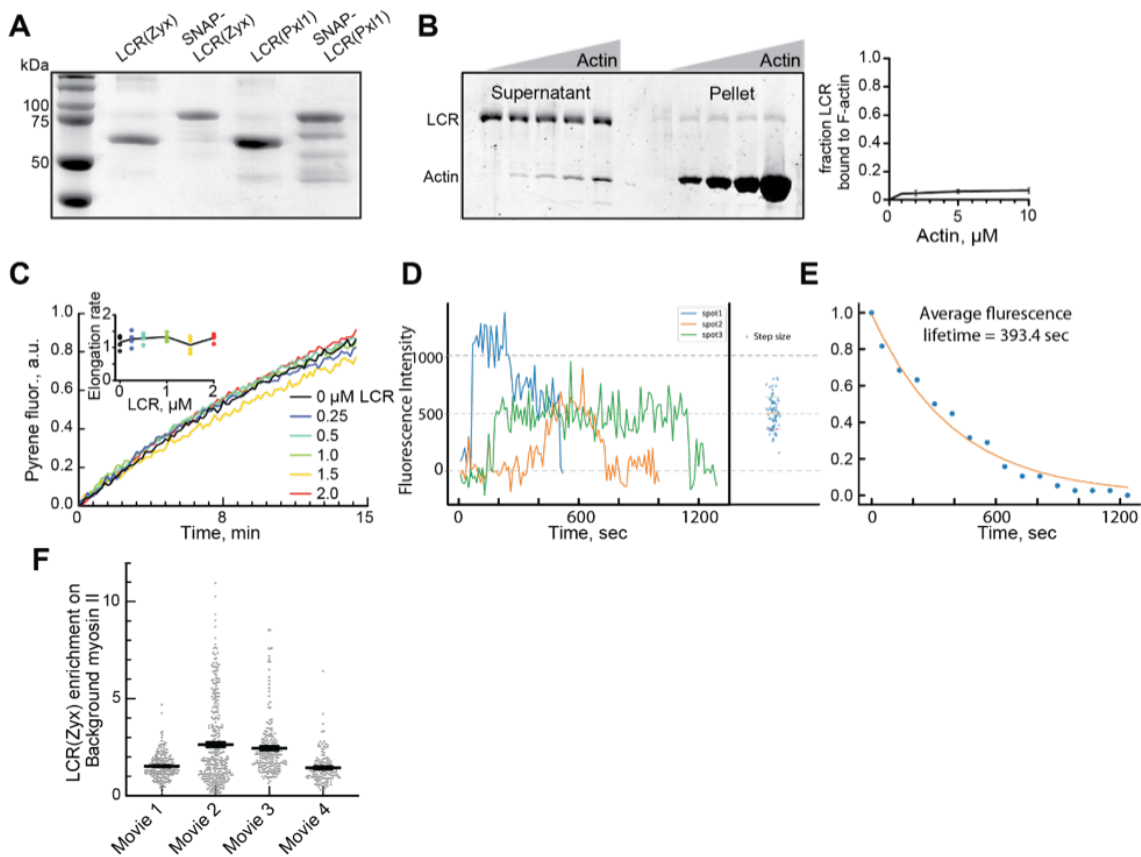 A
LCR(Zyx)
SNAP-
LCR(Zyx)
LCR(Pxl1)
SNAP-
LCR(Pxl1)
kDa
100
75
50
B
Actin
Actin
Supernatant
Pellet
LCR
Actin
fraction LCR
bound to F-actin
1.0
0.8
0.6
0.4
0.2
0
0
5
10
Actin, µM
C
Pyrene fluor., a.u.
1.0
0.8
0.6
0.4
0.2
0.0
Elongation rate
2
1
0
0
1
2
LCR, µM
0 µM LCR
0.25
0.5
1.0
1.5
2.0
0
8
15
Time, min
D
Fluorescence Intensity
1000
500
0
spot1
spot2
spot3
Step size
0
600
1200
Time, sec
E
Average flurescence
lifetime = 393.4 sec
1.0
0.8
0.6
0.4
0.2
0.0
0
600
1200
Time, sec
F
LCR(Zyx) enrichment on
Background myosin II
10
5
0
Movie 1
Movie 2
Movie 3
Movie 4